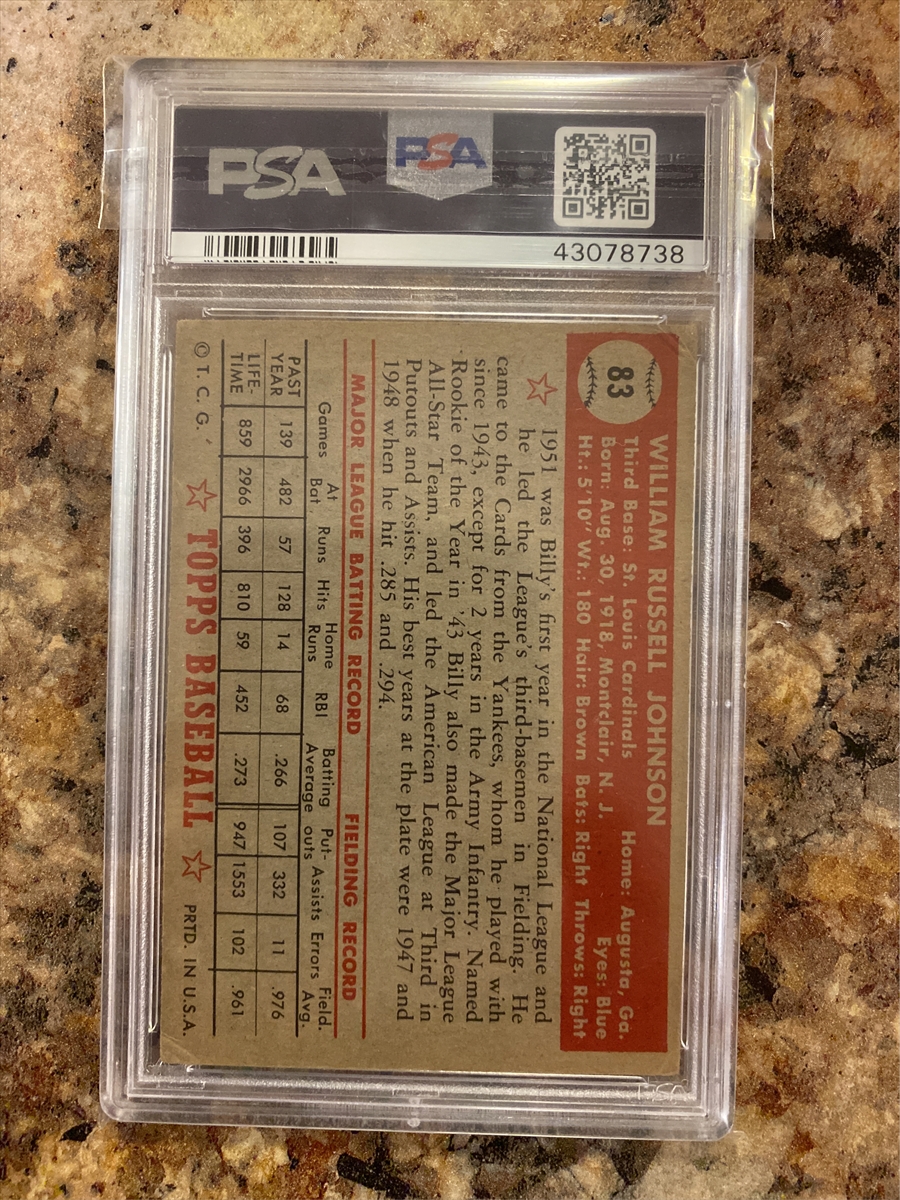 PSA
PSA
43078738
83
WILLIAM RUSSELL JOHNSON
Third Base: St. Louis Cardinals Home: Augusta, Ga.
Born: Aug. 30, 1918, Montclair, N. J. Eyes: Blue
Ht.: 5'10" Wt.: 180 Hair: Brown Bats: Right Throws: Right
1951 was Billy's first year in the National League and
he led the League's third-basemen in Fielding. He
came to the Cards from the Yankees, whom he played with
since 1943, except for 2 years in the Army Infantry. Named
Rookie of the Year in '43 Billy also made the Major League
All-Star Team, and led the American League at Third in
Putouts and Assists. His best years at the plate were 1947 and
1948 when he hit .285 and .294.
MAJOR LEAGUE BATTING RECORD FIELDING RECORD
Games At Bat Runs Hits Home Runs RBI Batting Average Put-outs Assists Errors Field. Avg.
PAST YEAR 139 482 57 128 14 68 .266 107 332 11 .976
LIFE-TIME 859 2966 396 810 59 452 .273 947 1553 102 .961
© T. C. G. TOPPS BASEBALL PRTD. IN U.S.A.
PSA